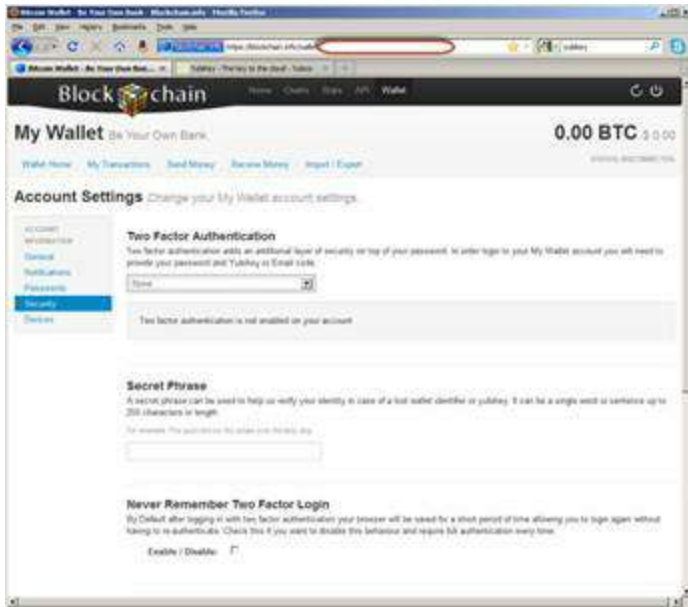 Bitcoin Wallet - Be Your Own Bank - Blockchain.info - Mozilla Firefox
File Edit View History Bookmarks Tools Help
https://blockchain.info/wallet
yubikey
Bitcoin Wallet - Be Your Own Ban...
Yubikey - The key to the cloud - Yubico
Blockchain
Home Charts Stats API Wallet
My Wallet Be Your Own Bank.
0.00 BTC $ 0.00
Wallet Home My Transactions Send Money Receive Money Import / Export
Account Settings Change your My Wallet account settings.
ACCOUNT
INFORMATION
General
Notifications
Passwords
Security
Devices
Two Factor Authentication
Two factor authentication adds an additional layer of security on top of your password. In order login to your My Wallet account you will need to
provide your password and Yubikey or Email code.
None
Two factor authentication is not enabled on your account
Secret Phrase
A secret phrase can be used to help us verify your identity in case of a lost wallet identifier or yubikey. It can be a single word or sentence up to
255 characters in length.
Never Remember Two Factor Login
By Default after logging in with two factor authentication your browser will be saved for a short period of time allowing you to login again without
having to re-authenticate. Check this if you want to disable this behaviour and require full authentication every time.
Enable / Disable: